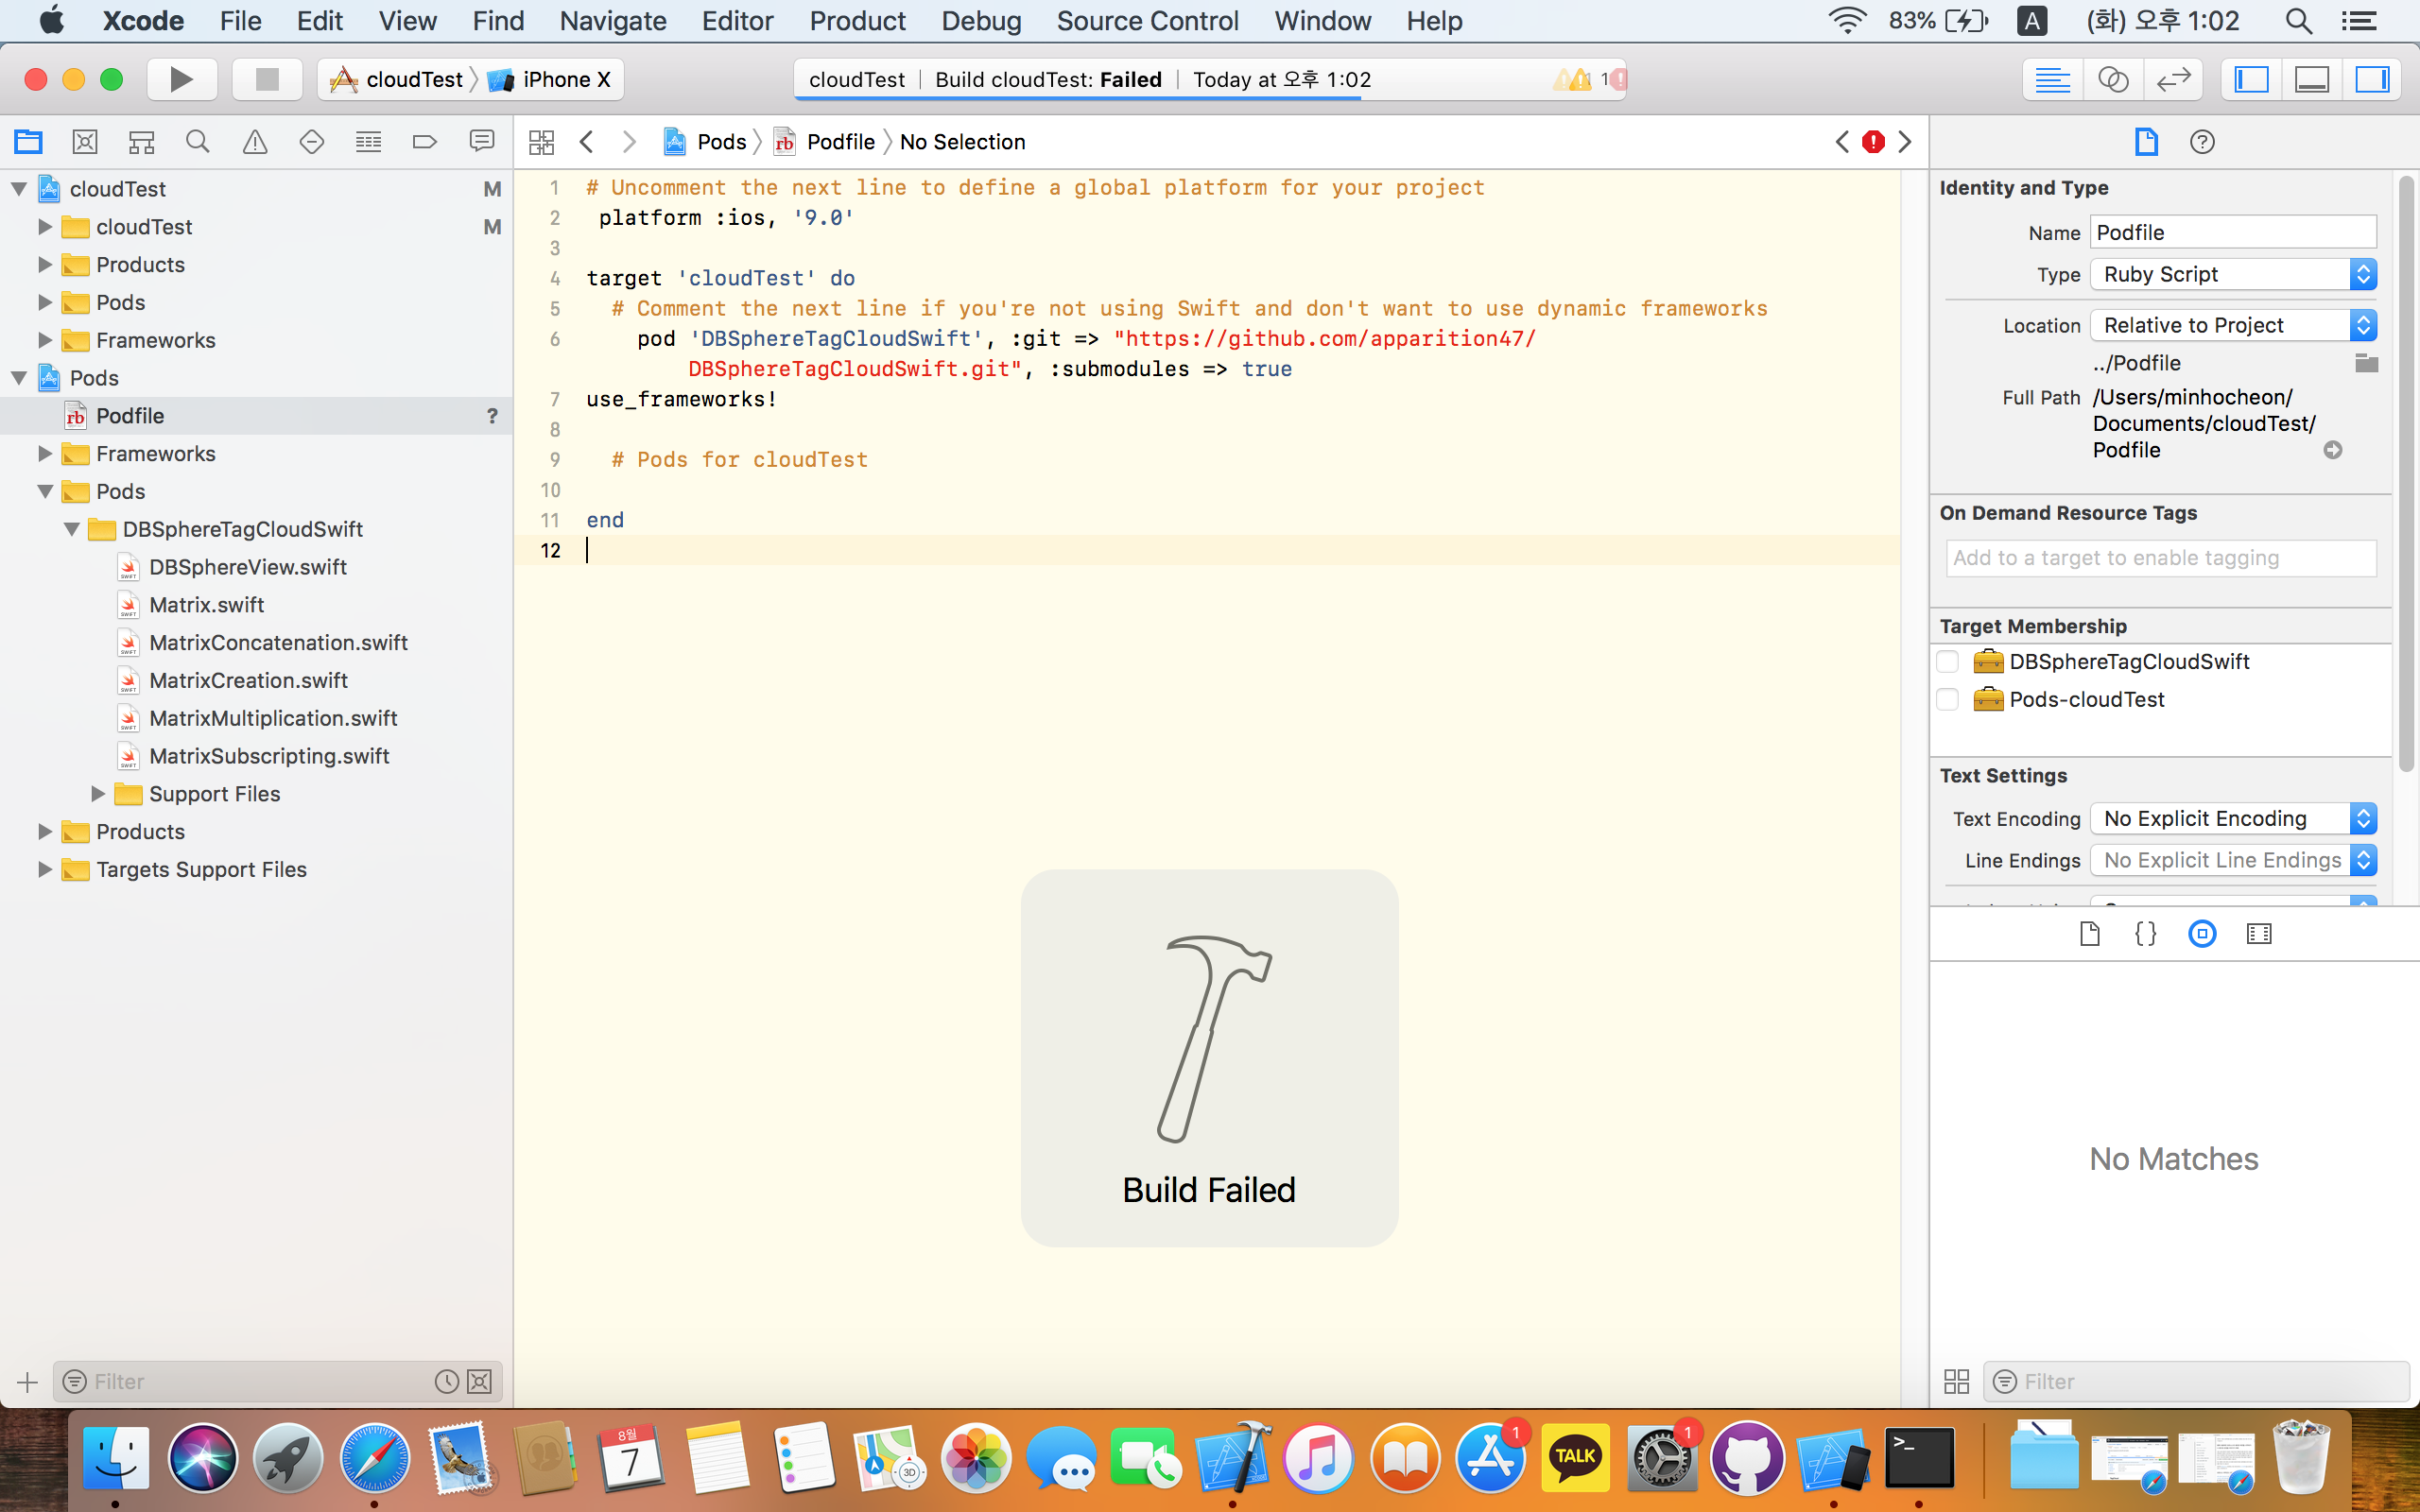 Xcode File Edit View Find Navigate Editor Product Debug Source Control Window Help 83% A (화) 오후 1:02
cloudTest iPhone X
cloudTest | Build cloudTest: Failed | Today at 오후 1:02
Pods rb Podfile No Selection
cloudTest M
cloudTest M
Products
Pods
Frameworks
Pods
rb Podfile ?
Frameworks
Pods
DBSphereTagCloudSwift
DBSphereView.swift
Matrix.swift
MatrixConcatenation.swift
MatrixCreation.swift
MatrixMultiplication.swift
MatrixSubscripting.swift
Support Files
Products
Targets Support Files
Filter
1 # Uncomment the next line to define a global platform for your project
2 platform :ios, '9.0'
3
4 target 'cloudTest' do
5 # Comment the next line if you're not using Swift and don't want to use dynamic frameworks
6 pod 'DBSphereTagCloudSwift', :git => "https://github.com/apparition47/
DBSphereTagCloudSwift.git", :submodules => true
7 use_frameworks!
8
9 # Pods for cloudTest
10
11 end
12
Build Failed
Identity and Type
Name Podfile
Type Ruby Script
Location Relative to Project
../Podfile
Full Path /Users/minhocheon/
Documents/cloudTest/
Podfile
On Demand Resource Tags
Add to a target to enable tagging
Target Membership
DBSphereTagCloudSwift
Pods-cloudTest
Text Settings
Text Encoding No Explicit Encoding
Line Endings No Explicit Line Endings
No Matches
Filter
8월
7
3D
1
TALK
1
>_